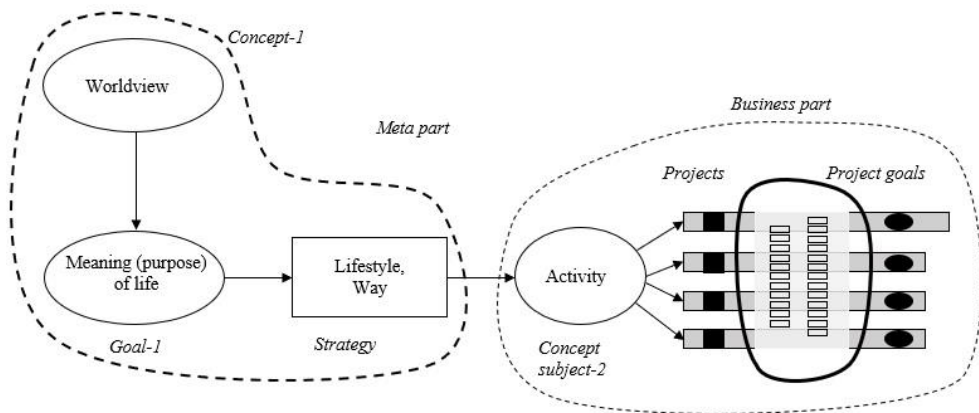 Concept-1
Worldview
Meta part
Business part
Projects
Project goals
Meaning (purpose)
of life
Lifestyle,
Way
Activity
Goal-1
Strategy
Concept
subject-2